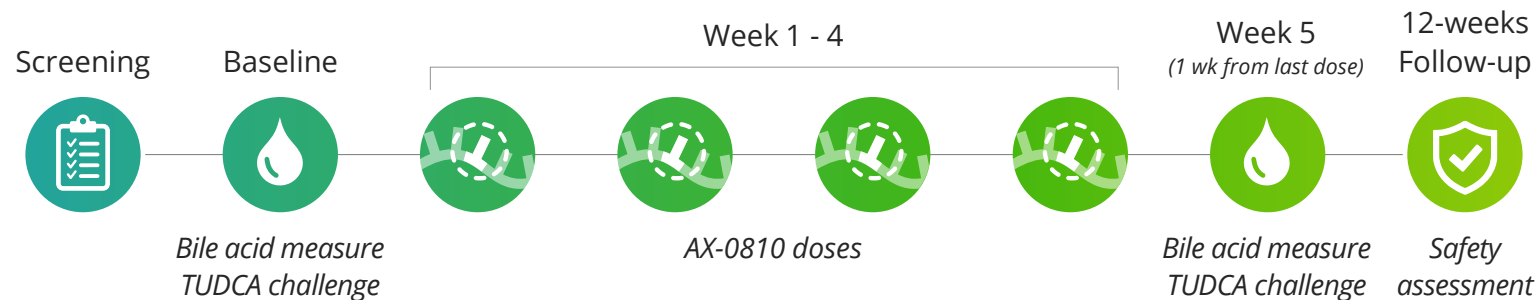 Screening
Baseline
Week 1 - 4
Week 5
(1 wk from last dose)
12-weeks
Follow-up
Bile acid measure
TUDCA challenge
AX-0810 doses
Bile acid measure
TUDCA challenge
Safety
assessment